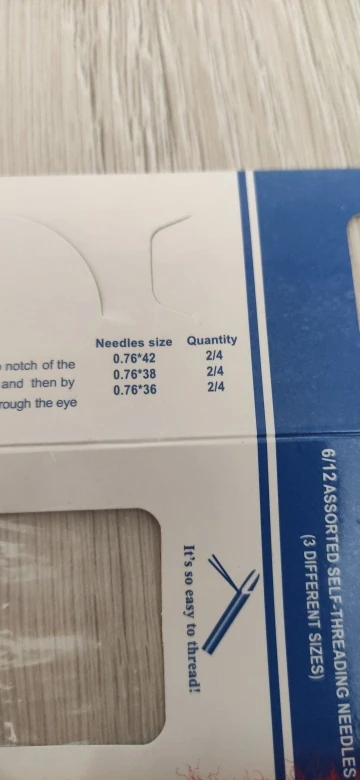 Needles size Quantity
0.76*42 2/4
0.76*38 2/4
0.76*36 2/4
notch of the
and then by
rough the eye
6/12 ASSORTED SELF-THREADING NEEDLES
(3 DIFFERENT SIZES)
It's so easy to thread!